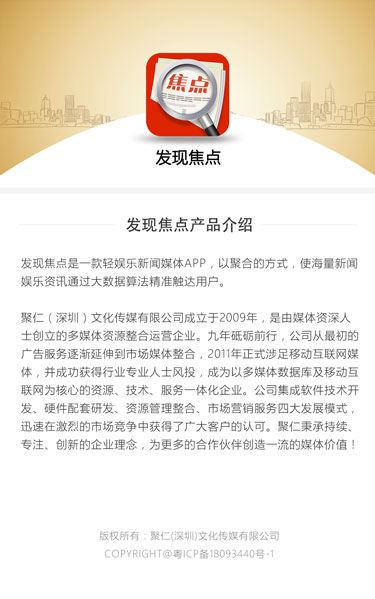 焦点
发现焦点
发现焦点产品介绍
发现焦点是一款轻娱乐新闻媒体APP，以聚合的方式，使海量新闻
娱乐资讯通过大数据算法精准触达用户。
聚仁（深圳）文化传媒有限公司成立于2009年，是由媒体资深人
士创立的多媒体资源整合运营企业。九年砥砺前行，公司从最初的
广告服务逐渐延伸到市场媒体整合，2011年正式涉足移动互联网媒
体，并成功获得行业专业人士风投，成为以多媒体数据库及移动互
联网为核心的资源、技术、服务一体化企业。公司集成软件技术开
发、硬件配套研发、资源管理整合、市场营销服务四大发展模式，
迅速在激烈的市场竞争中获得了广大客户的认可。聚仁秉承持续、
专注、创新的企业理念，为更多的合作伙伴创造一流的媒体价值！
版权所有：聚仁(深圳)文化传媒有限公司
COPYRIGHT@粤ICP备18093440号-1